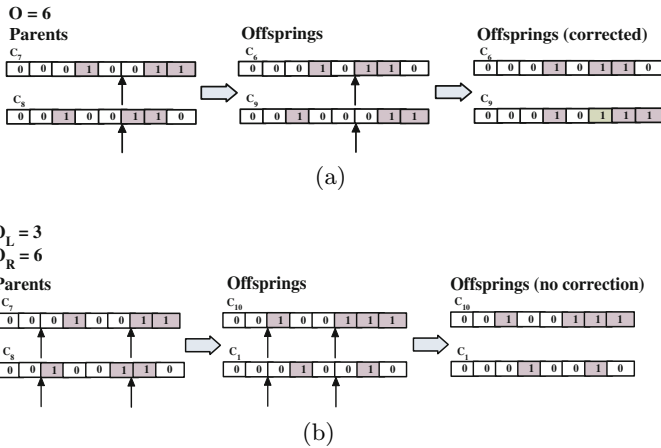 O = 6
Parents
Offsprings
Offsprings (corrected)
C7
C6
C6
0 0 0 1 0 0 1 1
0 0 0 1 0 1 1 0
0 0 0 1 0 1 1 0
C8
C9
C9
0 0 1 0 0 1 1 0
0 0 1 0 0 0 1 1
0 0 0 1 0 1 1 1
(a)
OL = 3
OR = 6
Parents
Offsprings
Offsprings (no correction)
C7
C10
C10
0 0 0 1 0 0 1 1
0 0 1 0 0 1 1 1
0 0 1 0 0 1 1 1
C8
C1
C1
0 0 1 0 0 1 1 0
0 0 0 1 0 0 1 0
0 0 0 1 0 0 1 0
(b)